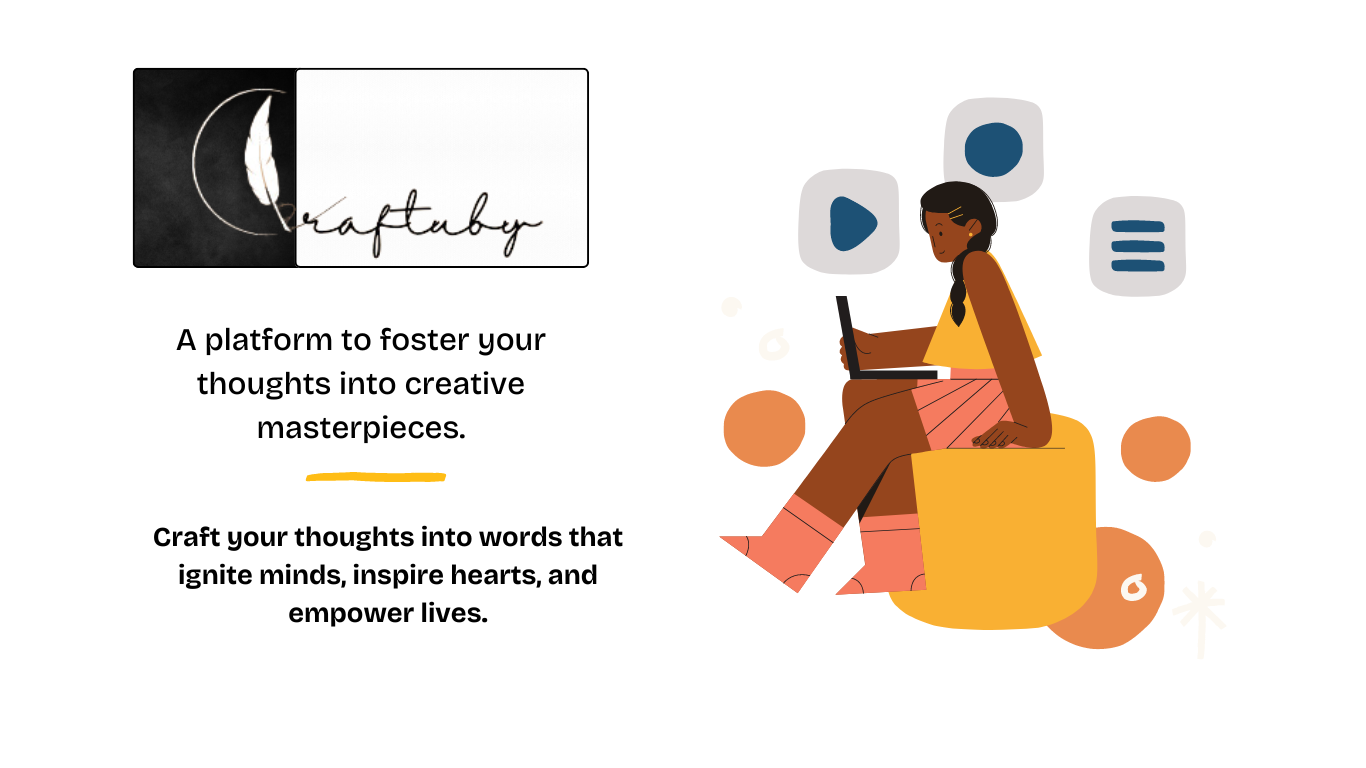 Craftuby
A platform to foster your
thoughts into creative
masterpieces.
Craft your thoughts into words that
ignite minds, inspire hearts, and
empower lives.